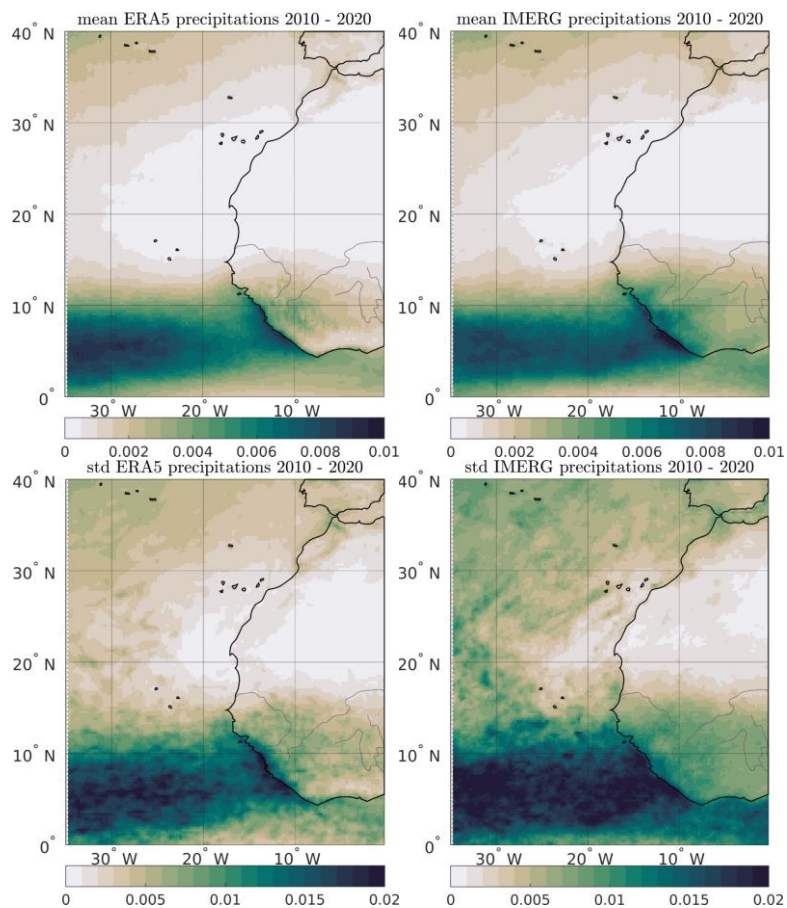 mean ERA5 precipitations 2010 - 2020
mean IMERG precipitations 2010 - 2020
40° N
30° N
20° N
10° N
0°
40° N
30° N
20° N
10° N
0°
30° W 20° W 10° W
30° W 20° W 10° W
0 0.002 0.004 0.006 0.008 0.01
0 0.002 0.004 0.006 0.008 0.01
std ERA5 precipitations 2010 - 2020
std IMERG precipitations 2010 - 2020
40° N
30° N
20° N
10° N
0°
40° N
30° N
20° N
10° N
0°
30° W 20° W 10° W
30° W 20° W 10° W
0 0.005 0.01 0.015 0.02
0 0.005 0.01 0.015 0.02